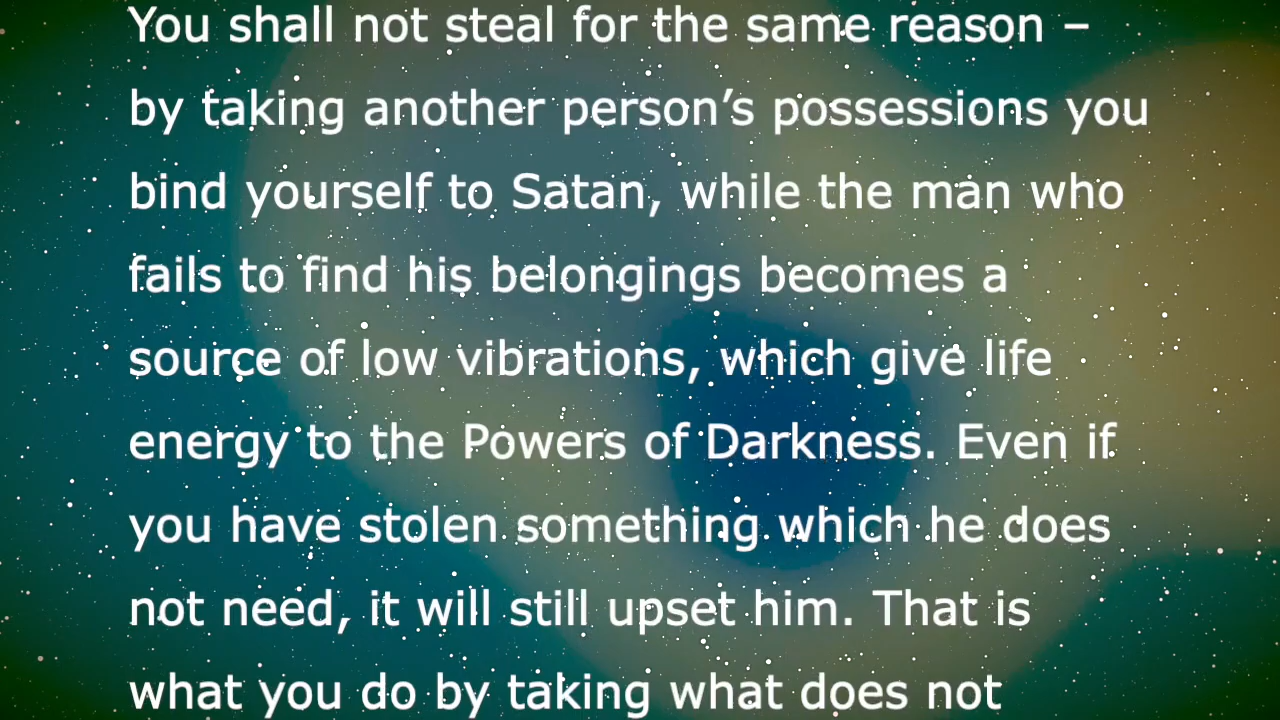 You shall not steal for the same reason –
by taking another person’s possessions you
bind yourself to Satan, while the man who
fails to find his belongings becomes a
source of low vibrations, which give life
energy to the Powers of Darkness. Even if
you have stolen something which he does
not need, it will still upset him. That is
what you do by taking what does not